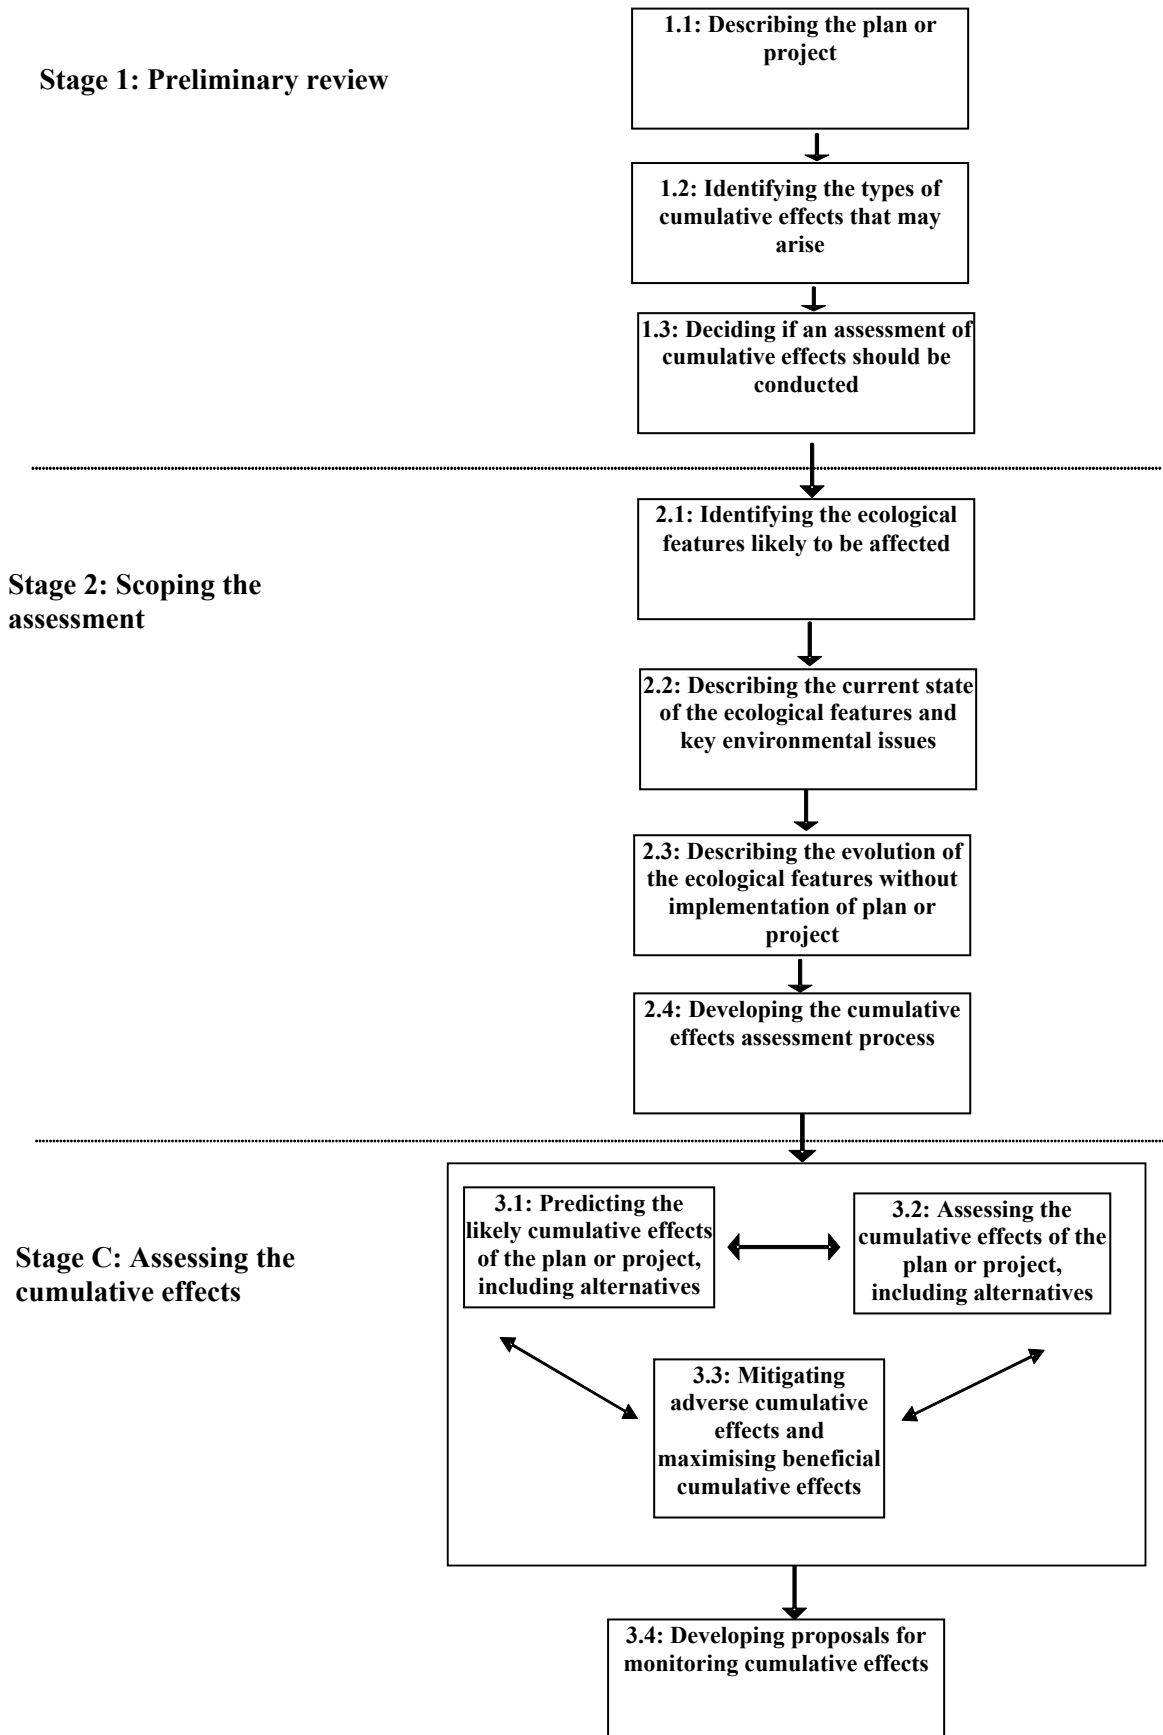 1.1: Describing the plan or
project
Stage 1: Preliminary review
1.2: Identifying the types of
cumulative effects that may
arise
1.3: Deciding if an assessment of
cumulative effects should be
conducted
2.1: Identifying the ecological
features likely to be affected
Stage 2: Scoping the
assessment
2.2: Describing the current state
of the ecological features and
key environmental issues
2.3: Describing the evolution of
the ecological features without
implementation of plan or
project
2.4: Developing the cumulative
effects assessment process
Stage C: Assessing the
cumulative effects
3.1: Predicting the
likely cumulative effects
of the plan or project,
including alternatives
3.2: Assessing the
cumulative effects of the
plan or project,
including alternatives
3.3: Mitigating
adverse cumulative
effects and
maximising beneficial
cumulative effects
3.4: Developing proposals for
monitoring cumulative effects